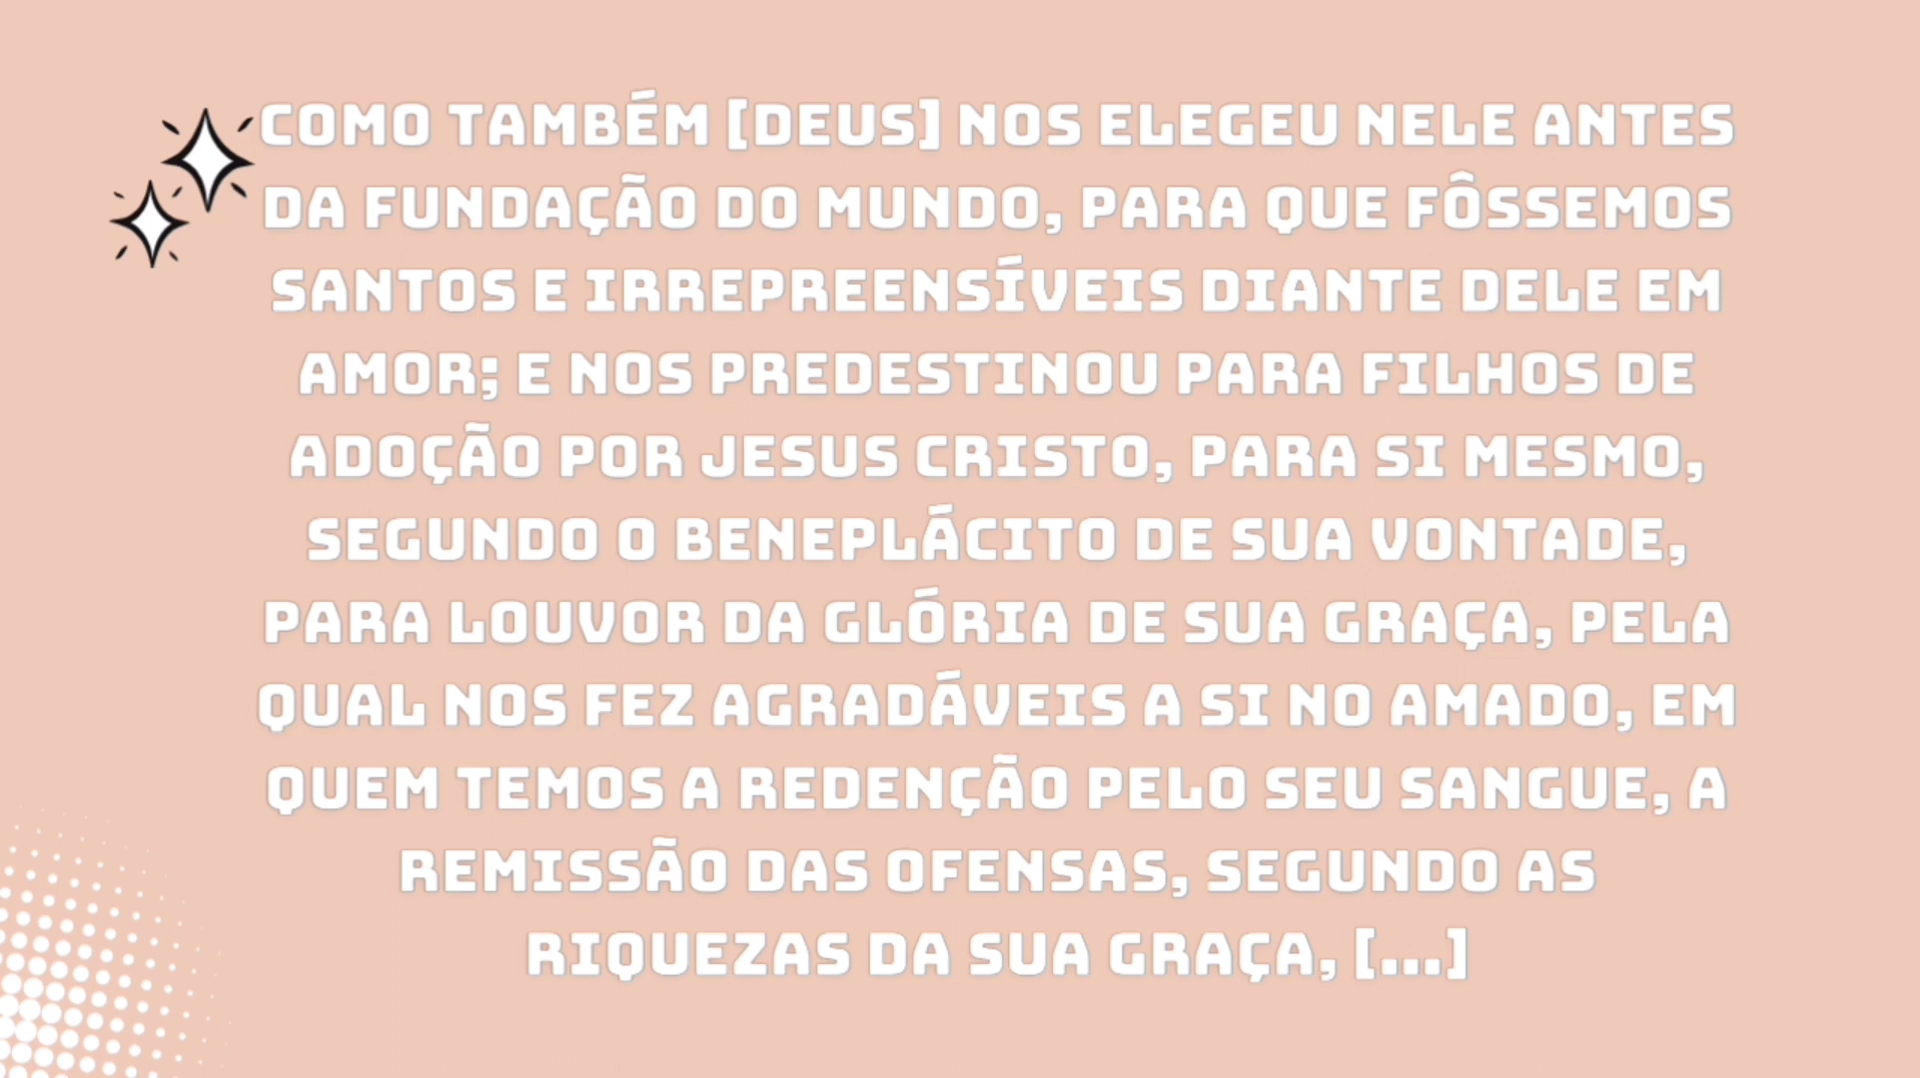 COMO TAMBÉM [DEUS] NOS ELEGEU NELE ANTES
DA FUNDAÇÃO DO MUNDO, PARA QUE FÔSSEMOS
SANTOS E IRREPREENSÍVEIS DIANTE DELE EM
AMOR; E NOS PREDESTINOU PARA FILHOS DE
ADOÇÃO POR JESUS CRISTO, PARA SI MESMO,
SEGUNDO O BENEPLÁCITO DE SUA VONTADE,
PARA LOUVOR DA GLÓRIA DE SUA GRAÇA, PELA
QUAL NOS FEZ AGRADÁVEIS A SI NO AMADO, EM
QUEM TEMOS A REDENÇÃO PELO SEU SANGUE, A
REMISSÃO DAS OFENSAS, SEGUNDO AS
RIQUEZAS DA SUA GRAÇA, [...]